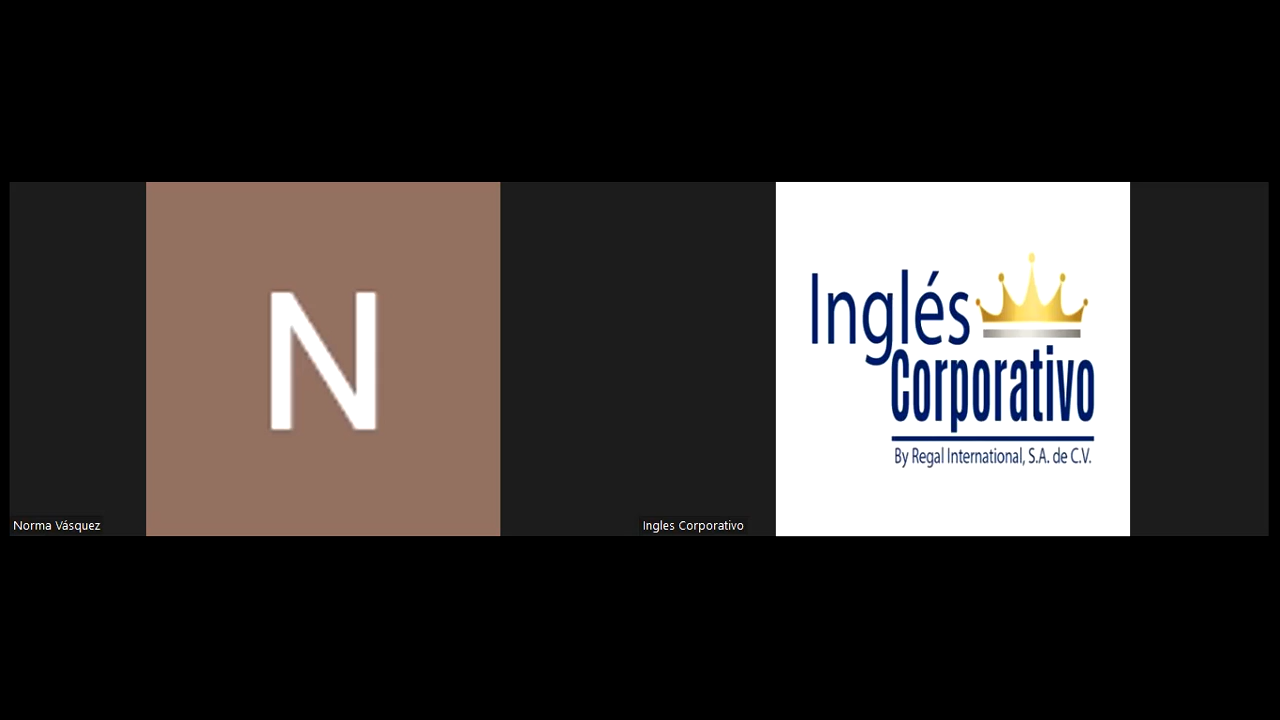 N
Norma Vásquez
Inglés
Corporativo
By Regal International, S.A. de C.V.
Ingles Corporativo